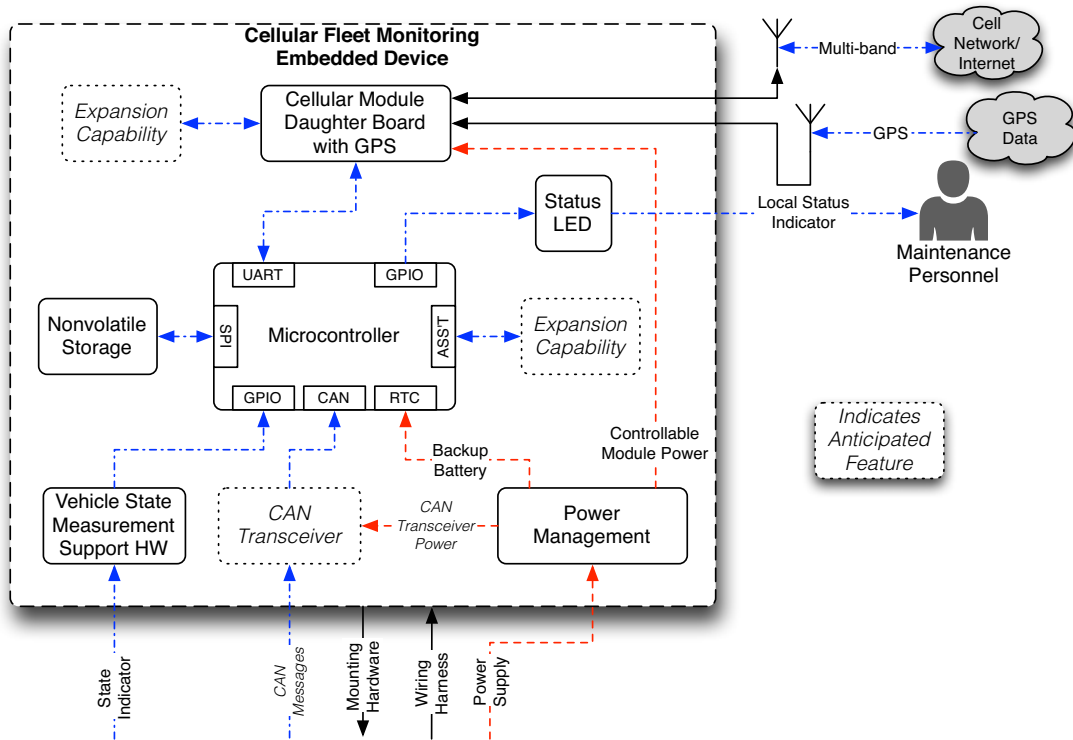 Cellular Fleet Monitoring
Embedded Device
Multi-band
Cell
Network/
Internet
Expansion
Capability
Cellular Module
Daughter Board
with GPS
GPS
GPS
Data
Status
LED
Local Status
Indicator
Maintenance
Personnel
UART
GPIO
Nonvolatile
Storage
SPI
Microcontroller
ASS'T
Expansion
Capability
GPIO
CAN
RTC
Indicates
Anticipated
Feature
Backup
Battery
Controllable
Module Power
Vehicle State
Measurement
Support HW
CAN
Transceiver
CAN
Transceiver
Power
Power
Management
State
Indicator
CAN
Messages
Mounting
Hardware
Wiring
Harness
Power
Supply